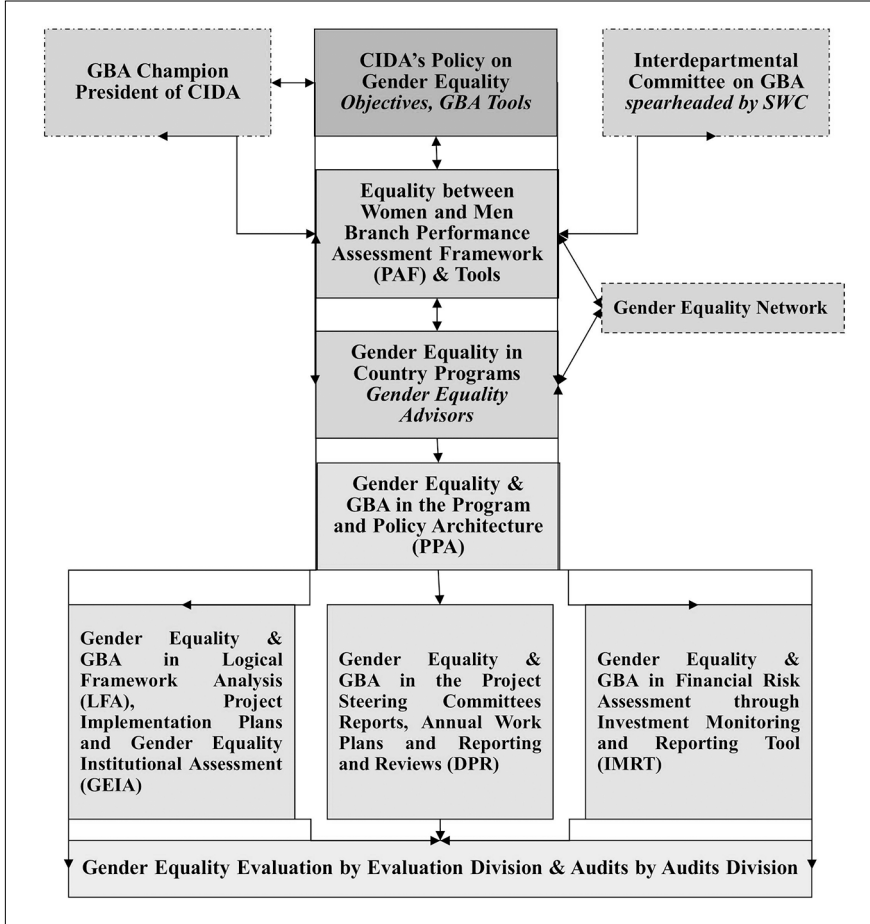 GBA Champion
President of CIDA
CIDA's Policy on
Gender Equality
Objectives, GBA Tools
Interdepartmental
Committee on GBA
spearheaded by SWC
Equality between
Women and Men
Branch Performance
Assessment Framework
(PAF) & Tools
Gender Equality Network
Gender Equality in
Country Programs
Gender Equality
Advisors
Gender Equality &
GBA in the Program
and Policy Architecture
(PPA)
Gender Equality &
GBA in Logical
Framework Analysis
(LFA), Project
Implementation Plans
and Gender Equality
Institutional Assessment
(GEIA)
Gender Equality &
GBA in the Project
Steering Committees
Reports, Annual Work
Plans and Reporting
and Reviews (DPR)
Gender Equality &
GBA in Financial Risk
Assessment through
Investment Monitoring
and Reporting Tool
(IMRT)
Gender Equality Evaluation by Evaluation Division & Audits by Audits Division